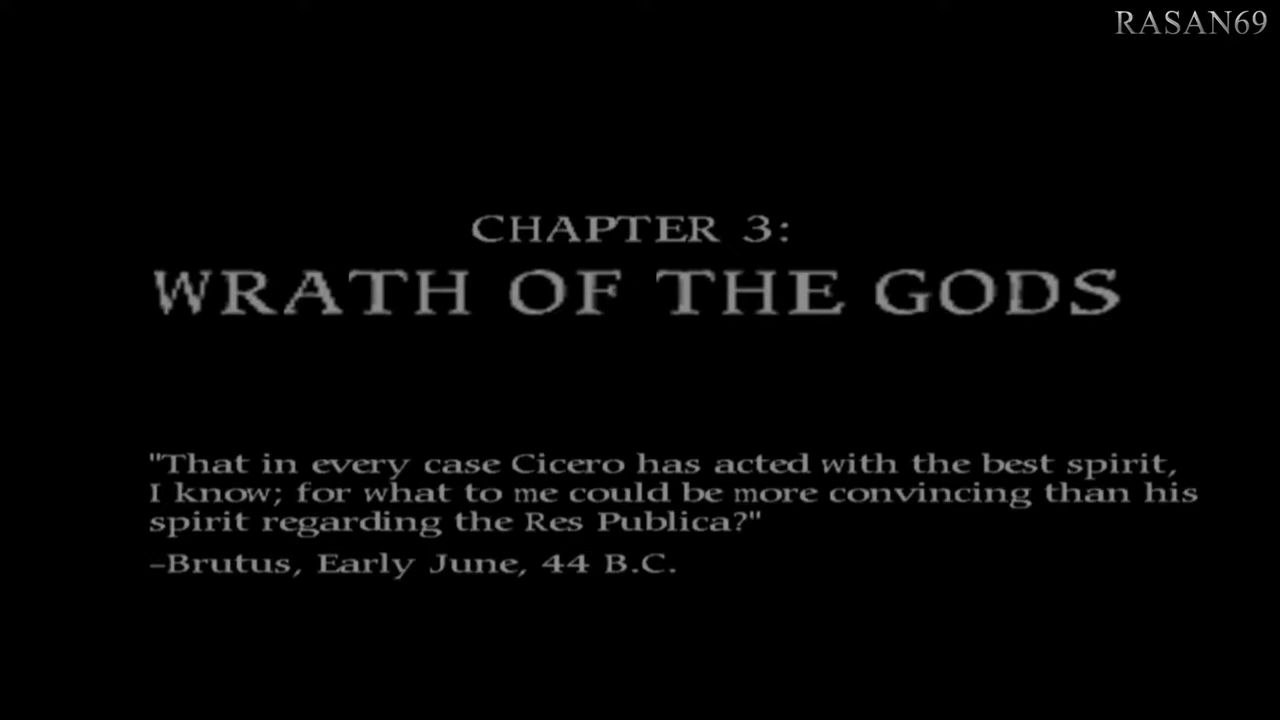 RASAN69
CHAPTER 3:
WRATH OF THE GODS
"That in every case Cicero has acted with the best spirit,
I know; for what to me could be more convincing than his
spirit regarding the Res Publica?"
–Brutus, Early June, 44 B.C.